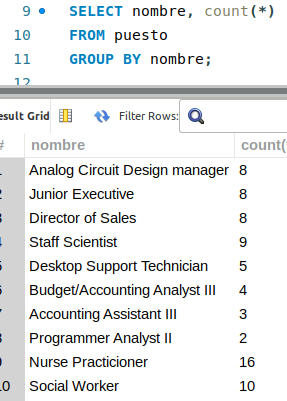 9 SELECT nombre, count(*)
10 FROM puesto
11 GROUP BY nombre;
12
esult Grid Filter Rows:
# nombre count(
1 Analog Circuit Design manager 8
2 Junior Executive 8
3 Director of Sales 8
4 Staff Scientist 9
5 Desktop Support Technician 5
6 Budget/Accounting Analyst III 4
7 Accounting Assistant III 3
8 Programmer Analyst II 2
9 Nurse Practicioner 16
10 Social Worker 10